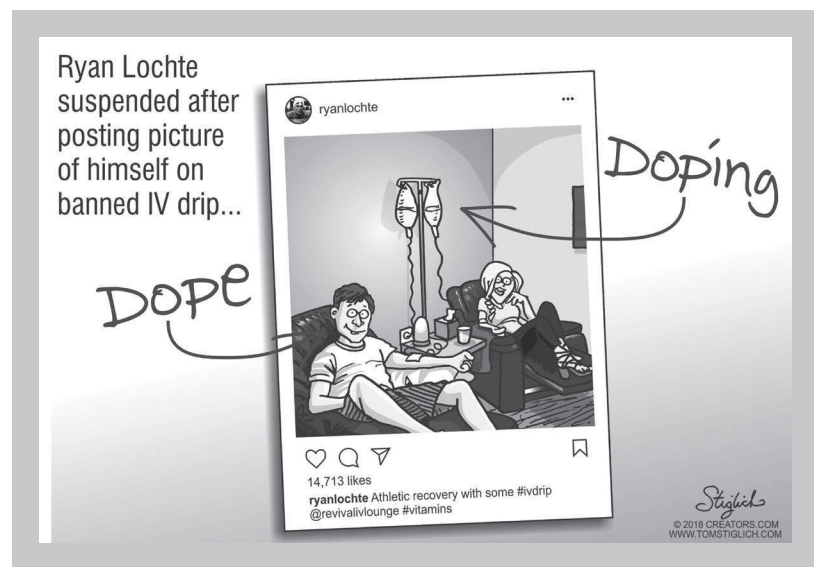 Ryan Lochte
suspended after
posting picture
of himself on
banned IV drip...
ryanlochte
Doping
DOPE
14,713 likes
ryanlochte Athletic recovery with some #ivdrip
@revivalivlounge #vitamins
Stiglich
© 2018 CREATORS.COM
WWW.TOMSTIGLICH.COM